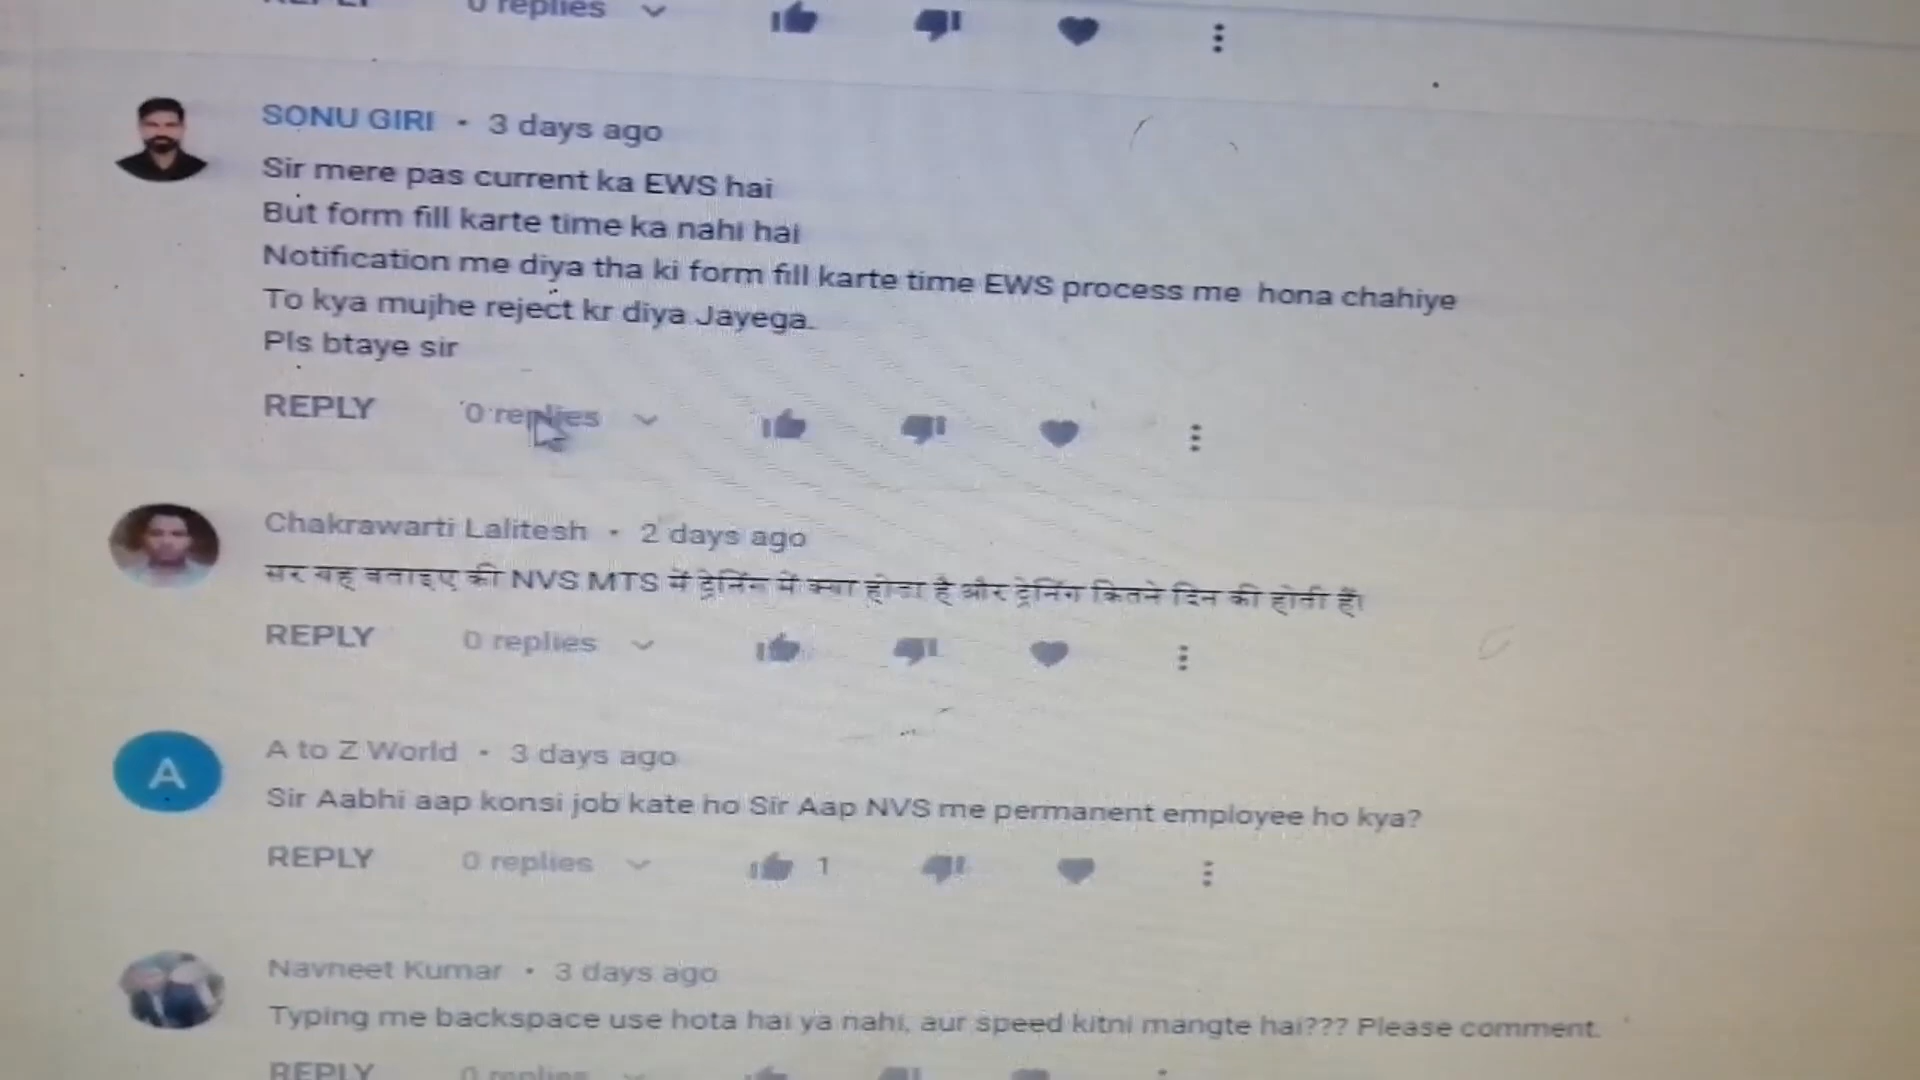 REPLY 0 replies
SONU GIRI • 3 days ago
Sir mere pas current ka EWS hai
But form fill karte time ka nahi hai
Notification me diya tha ki form fill karte time EWS process me hona chahiye
To kya mujhe reject kr diya Jayega.
Pls btaye sir
REPLY 0 replies
Chakrawarti Lalitesh • 2 days ago
सर यह बताइए की NVS MTS में ट्रेनिंग में क्या होता है और ट्रेनिंग कितने दिन की होती हैं।
REPLY 0 replies
A
A to Z World • 3 days ago
Sir Aabhi aap konsi job kate ho Sir Aap NVS me permanent employee ho kya?
REPLY 0 replies 1
Navneet Kumar • 3 days ago
Typing me backspace use hota hai ya nahi, aur speed kitni mangte hai??? Please comment.
REPLY 0 replies